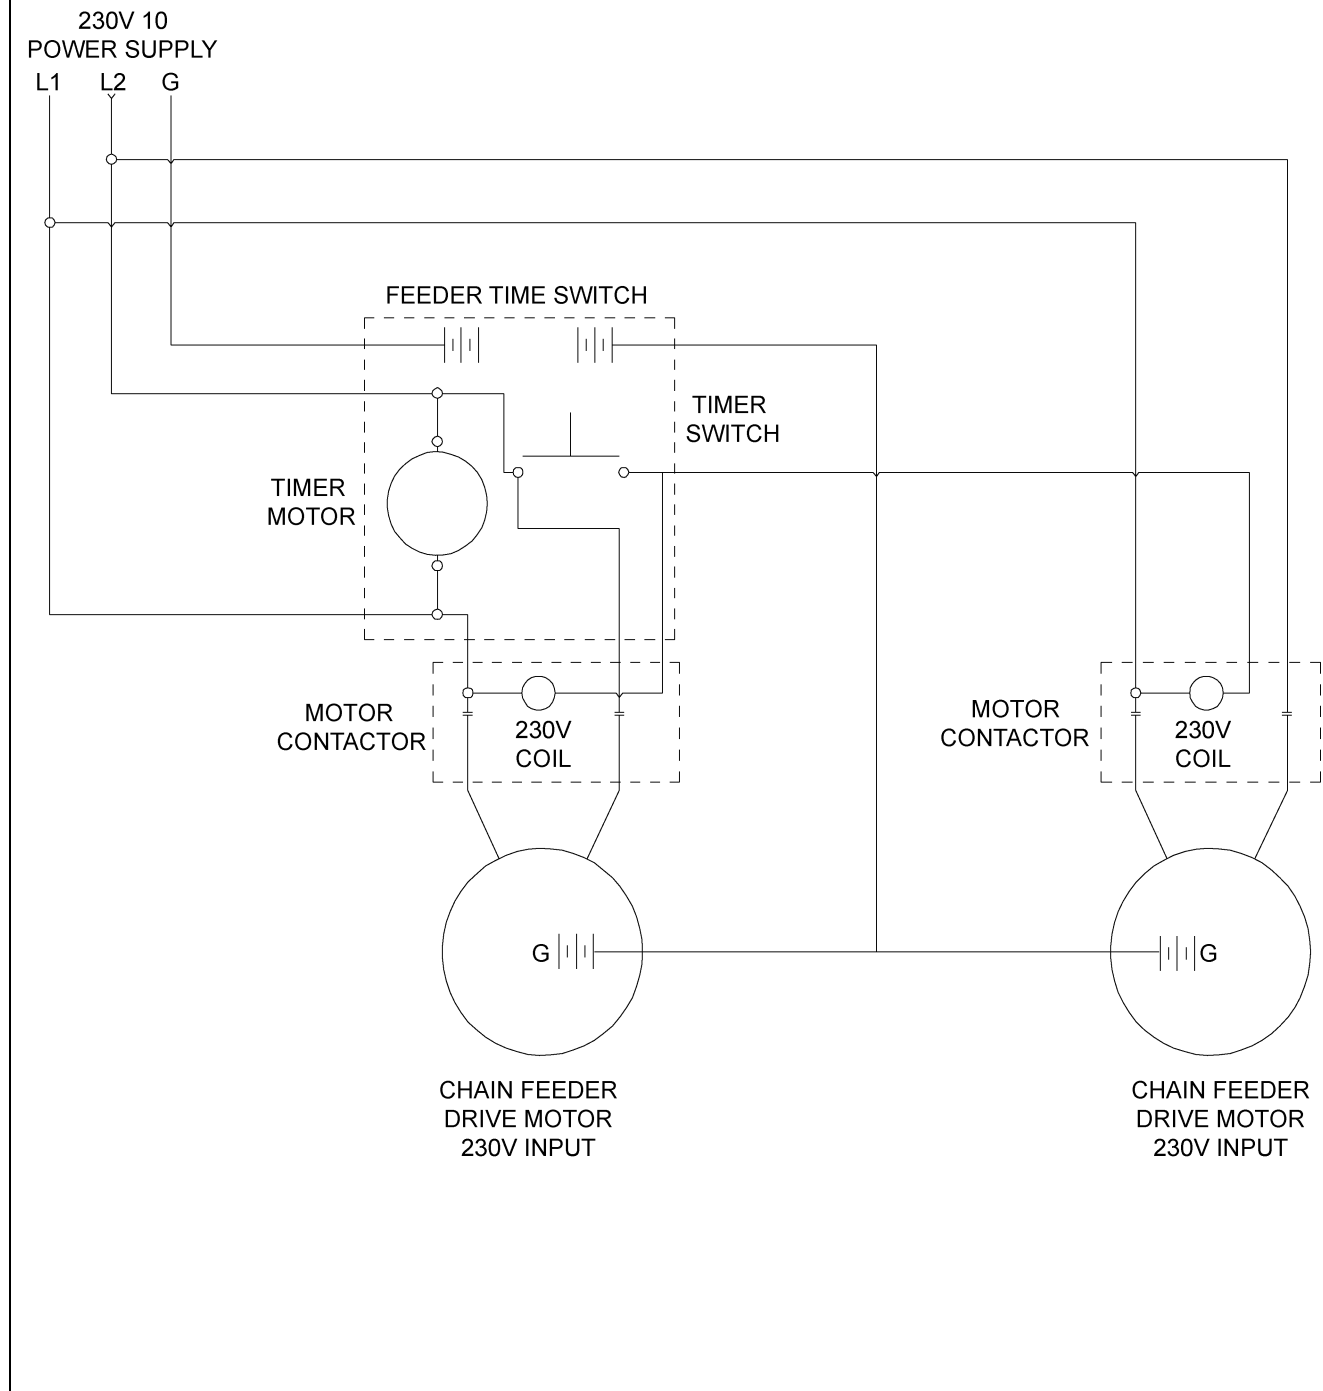 230V 10
POWER SUPPLY
L1 L2 G
FEEDER TIME SWITCH
TIMER
SWITCH
TIMER
MOTOR
MOTOR
CONTACTOR
230V
COIL
MOTOR
CONTACTOR
230V
COIL
G
G
CHAIN FEEDER
DRIVE MOTOR
230V INPUT
CHAIN FEEDER
DRIVE MOTOR
230V INPUT